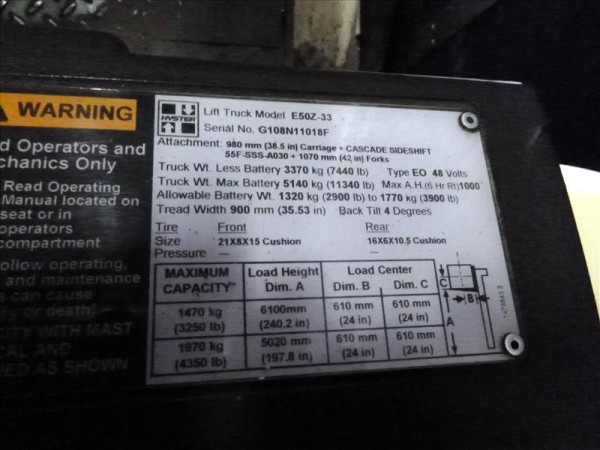 WARNING
d Operators and
chanics Only
Read Operating
Manual located on
seat or in
operators
compartment
ollow operating,
and maintenance
s can cause
ry or death!
WITH MAST
AND
ED AS SHOWN
HYSTER
Lift Truck Model E50Z-33
Serial No. G108N11018F
Attachment: 980 mm (38.5 in) Carriage + CASCADE SIDESHIFT
55F-SSS-A030 + 1070 mm (42 in) Forks
Truck Wt. Less Battery 3370 kg (7440 lb) Type EO 48 Volts
Truck Wt. Max Battery 5140 kg (11340 lb) Max A.H.(6 Hr Rt)1000
Allowable Battery Wt. 1320 kg (2900 lb) to 1770 kg (3900 lb)
Tread Width 900 mm (35.53 in) Back Tilt 4 Degrees
Tire Front Rear
Size 21X8X15 Cushion 16X6X10.5 Cushion
Pressure — —
MAXIMUM CAPACITY Load Height Dim. A Load Center Dim. B Dim. C
1470 kg (3250 lb) 6100mm (240.2 in) 610 mm (24 in) 610 mm (24 in)
1970 kg (4350 lb) 5020 mm (197.8 in) 610 mm (24 in) 610 mm (24 in)
C
B
A